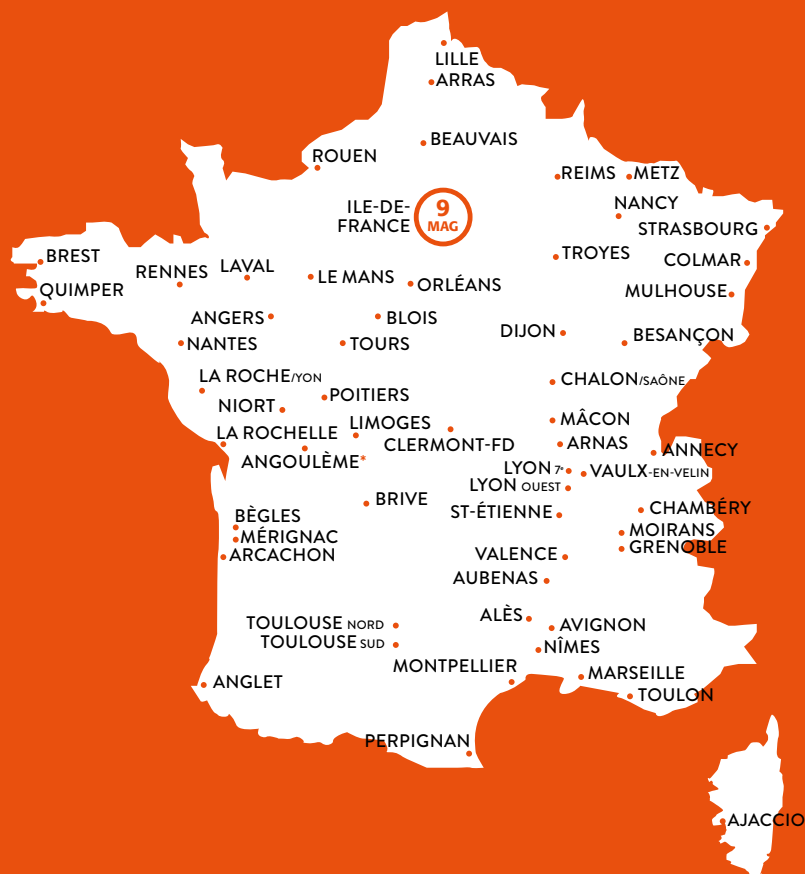 LILLE
ARRAS
BEAUVAIS
ROUEN
REIMS
METZ
ILE-DE-
FRANCE
9
MAG
NANCY
STRASBOURG
BREST
RENNES
LAVAL
LE MANS
ORLÉANS
TROYES
COLMAR
QUIMPER
MULHOUSE
ANGERS
BLOIS
DIJON
BESANÇON
NANTES
TOURS
LA ROCHE/YON
POITIERS
CHALON/SAÔNE
NIORT
LIMOGES
MÂCON
LA ROCHELLE
CLERMONT-FD
ARNAS
ANNECY
ANGOULÊME*
LYON 7e
VAULX-EN-VELIN
LYON OUEST
BRIVE
ST-ÉTIENNE
CHAMBÉRY
BÈGLES
MÉRIGNAC
MOIRANS
ARCACHON
VALENCE
GRENOBLE
AUBENAS
TOULOUSE NORD
ALÈS
AVIGNON
TOULOUSE SUD
NÎMES
MONTPELLIER
MARSEILLE
ANGLET
TOULON
PERPIGNAN
AJACCIO